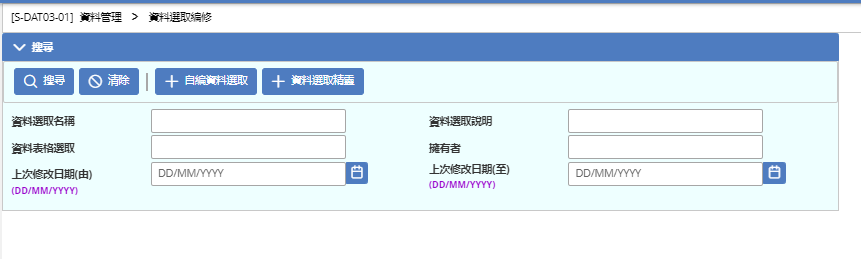 [S-DAT03-01] 資料管理 > 資料選取編修
搜尋
搜尋 清除 自編資料選取 資料選取精靈
資料選取名稱 資料選取說明
資料表格選取 擁有者
上次修改日期(由) DD/MM/YYYY 上次修改日期(至) DD/MM/YYYY
(DD/MM/YYYY) (DD/MM/YYYY)